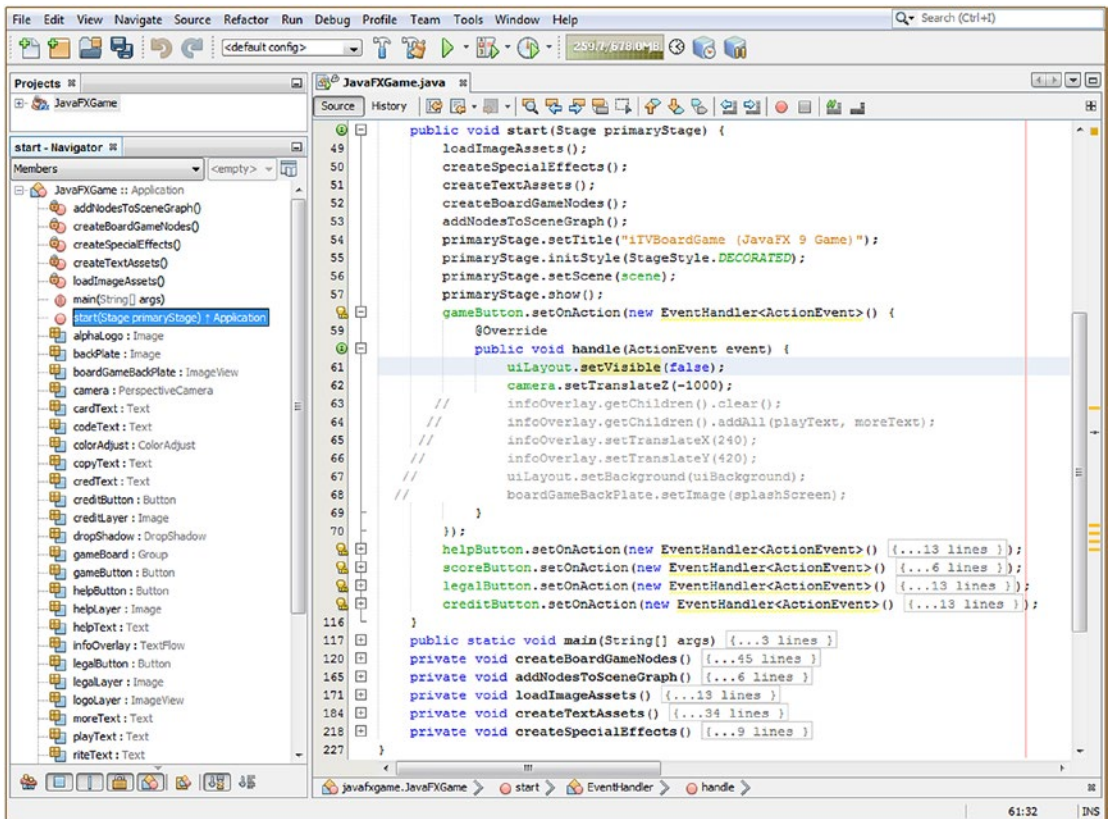 File Edit View Navigate Source Refactor Run Debug Profile Team Tools Window Help
Search (Ctrl+I)
<default config>
259.7/678.0MB
Projects
JavaFXGame
start - Navigator
Members
<empty>
JavaFXGame :: Application
addNodesToSceneGraph()
createBoardGameNodes()
createSpecialEffects()
createTextAssets()
loadImageAssets()
main(String[] args)
start(Stage primaryStage) ↑ Application
alphaLogo : Image
backPlate : Image
boardGameBackPlate : ImageView
camera : PerspectiveCamera
cardText : Text
codeText : Text
colorAdjust : ColorAdjust
copyText : Text
credText : Text
creditButton : Button
creditLayer : Image
dropShadow : DropShadow
gameBoard : Group
gameButton : Button
helpButton : Button
helpLayer : Image
helpText : Text
infoOverlay : TextFlow
legalButton : Button
legalLayer : Image
logoLayer : ImageView
moreText : Text
playText : Text
riteText : Text
JavaFXGame.java
Source History
public void start(Stage primaryStage) {
49 loadImageAssets();
50 createSpecialEffects();
51 createTextAssets();
52 createBoardGameNodes();
53 addNodesToSceneGraph();
54 primaryStage.setTitle("iTVBoardGame (JavaFX 9 Game)");
55 primaryStage.initStyle(StageStyle.DECORATED);
56 primaryStage.setScene(scene);
57 primaryStage.show();
gameButton.setOnAction(new EventHandler<ActionEvent>() {
59 @Override
public void handle(ActionEvent event) {
61 uiLayout.setVisible(false);
62 camera.setTranslateZ(-1000);
63 // infoOverlay.getChildren().clear();
64 // infoOverlay.getChildren().addAll(playText, moreText);
65 // infoOverlay.setTranslateX(240);
66 // infoOverlay.setTranslateY(420);
67 // uiLayout.setBackground(uiBackground);
68 // boardGameBackPlate.setImage(splashScreen);
69 }
70 });
helpButton.setOnAction(new EventHandler<ActionEvent>() {...13 lines });
scoreButton.setOnAction(new EventHandler<ActionEvent>() {...6 lines });
legalButton.setOnAction(new EventHandler<ActionEvent>() {...13 lines });
creditButton.setOnAction(new EventHandler<ActionEvent>() {...13 lines });
116 }
117 public static void main(String[] args) {...3 lines }
120 private void createBoardGameNodes() {...45 lines }
165 private void addNodesToSceneGraph() {...6 lines }
171 private void loadImageAssets() {...13 lines }
184 private void createTextAssets() {...34 lines }
218 private void createSpecialEffects() {...9 lines }
227 }
javafxgame.JavaFXGame start EventHandler handle
61:32 INS